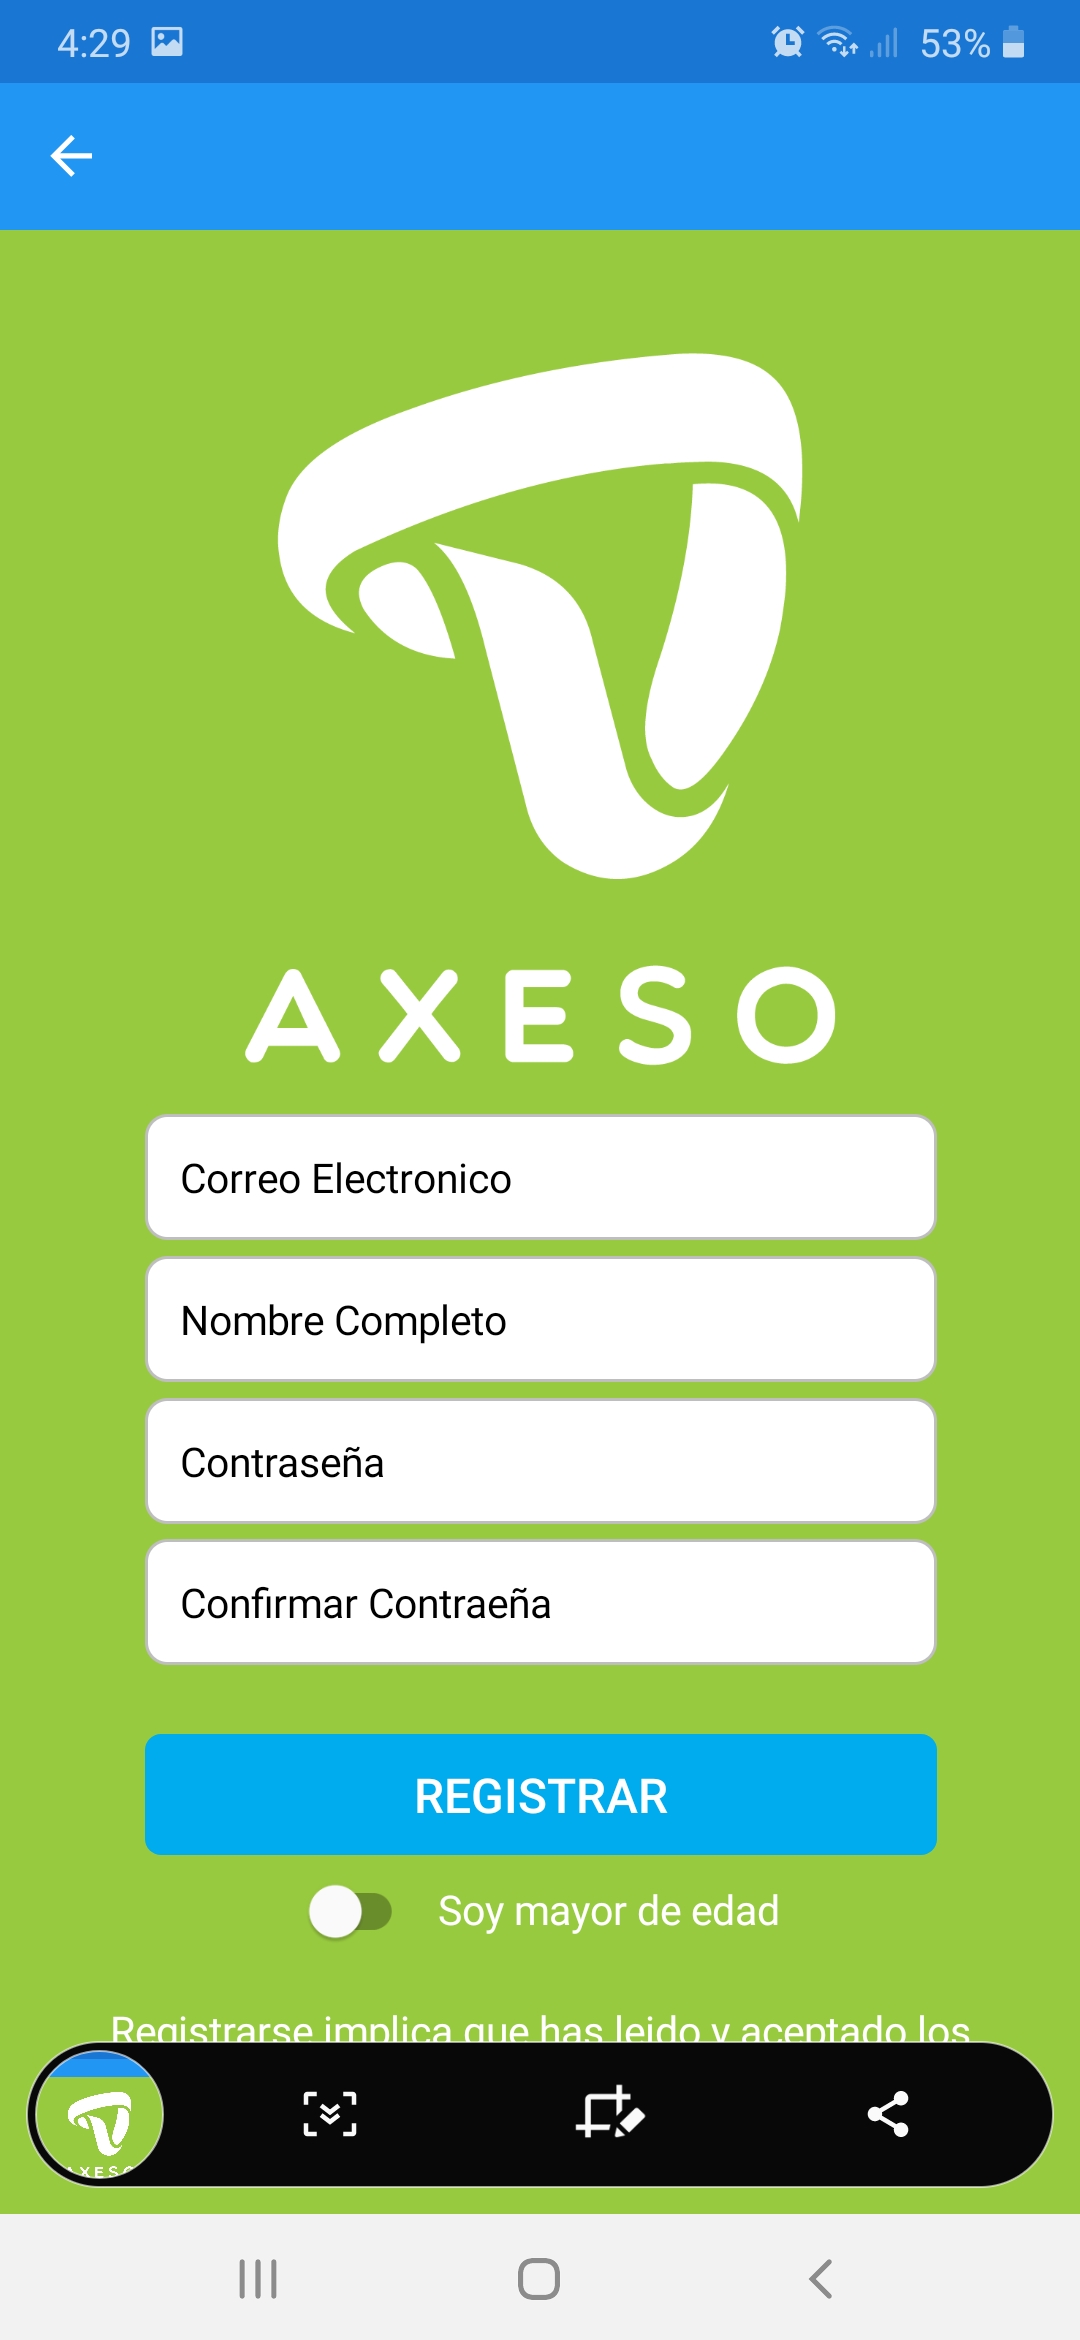 4:29
53%
AXESO
Correo Electronico
Nombre Completo
Contraseña
Confirmar Contraeña
REGISTRAR
Soy mayor de edad
Registrarse implica que has leido y aceptado los
AXESO